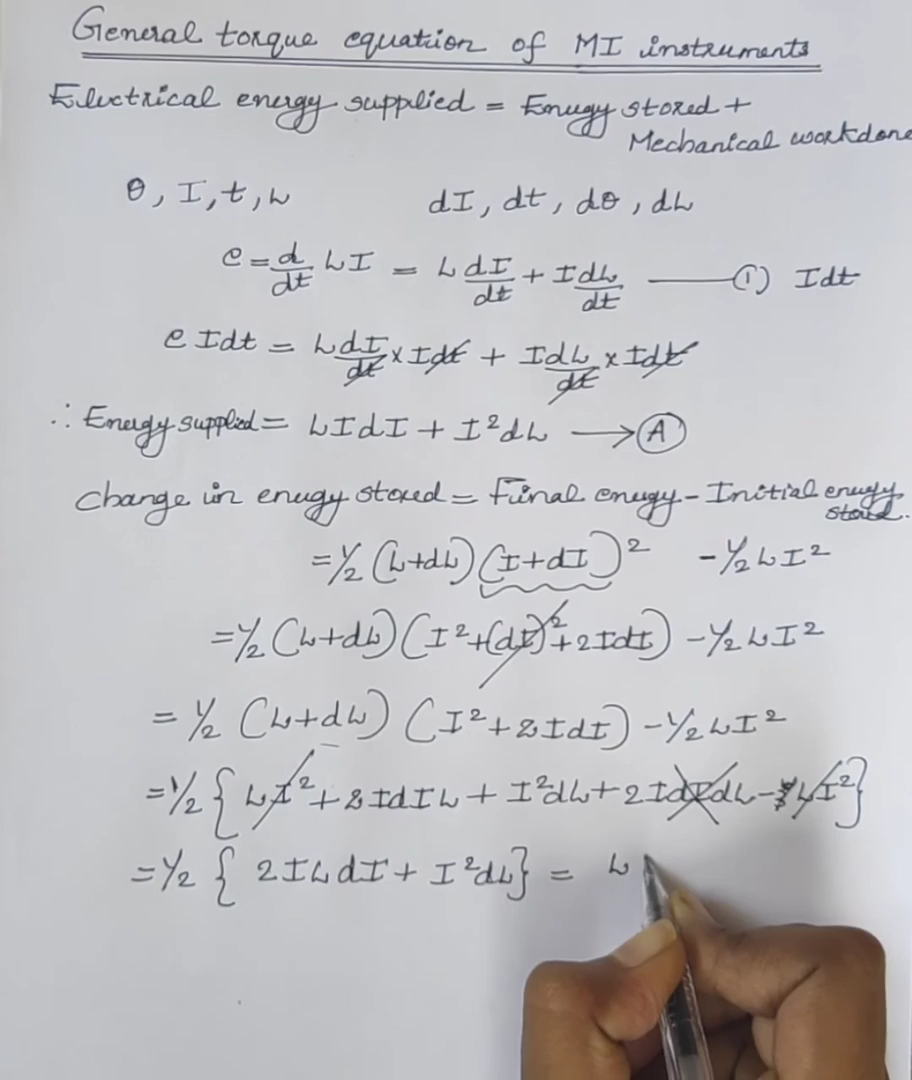 General torque equation of MI instruments
Electrical energy supplied = Energy stored +
Mechanical workdone
θ, I, t, L dI, dt, dθ, dL
e = d/dt LI = L dI/dt + I dL/dt —— ① Idt
e Idt = L dI/dt × Idt + I dL/dt × Idt
∴ Energy supplied = LIdI + I²dL → Ⓐ
Change in energy stored = Final energy - Initial energy stored.
= ½ (L+dL) (I+dI)² - ½ LI²
= ½ (L+dL) (I² + (dI)² + 2IdI) - ½ LI²
= ½ (L+dL) (I² + 2IdI) - ½ LI²
= ½ { LI² + 2IdIL + I²dL + 2IdIdL - LI² }
= ½ { 2ILdI + I²dL } = L